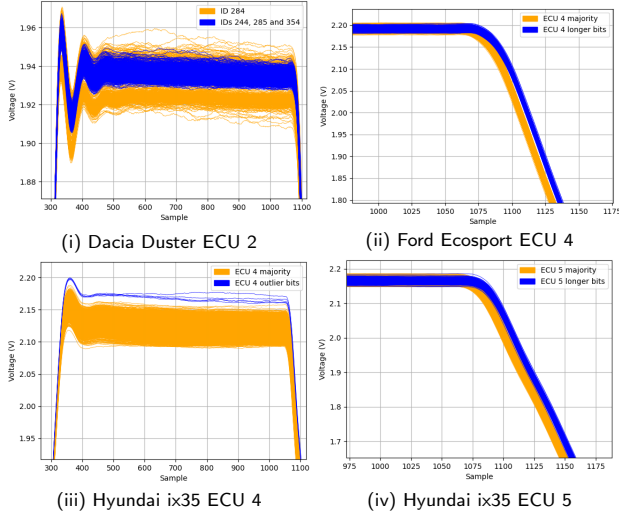 ID 284
IDs 244, 285 and 354
Voltage (V)
1.96
1.94
1.92
1.90
1.88
300 400 500 600 700 800 900 1000 1100
Sample
(i) Dacia Duster ECU 2
ECU 4 majority
ECU 4 longer bits
Voltage (V)
2.20
2.15
2.10
2.05
2.00
1.95
1.90
1.85
1.80
1000 1025 1050 1075 1100 1125 1150 1175
Sample
(ii) Ford Ecosport ECU 4
ECU 4 majority
ECU 4 outlier bits
Voltage (V)
2.20
2.15
2.10
2.05
2.00
1.95
300 400 500 600 700 800 900 1000 1100
Sample
(iii) Hyundai ix35 ECU 4
ECU 5 majority
ECU 5 longer bits
Voltage (V)
2.2
2.1
2.0
1.9
1.8
1.7
975 1000 1025 1050 1075 1100 1125 1150 1175
Sample
(iv) Hyundai ix35 ECU 5